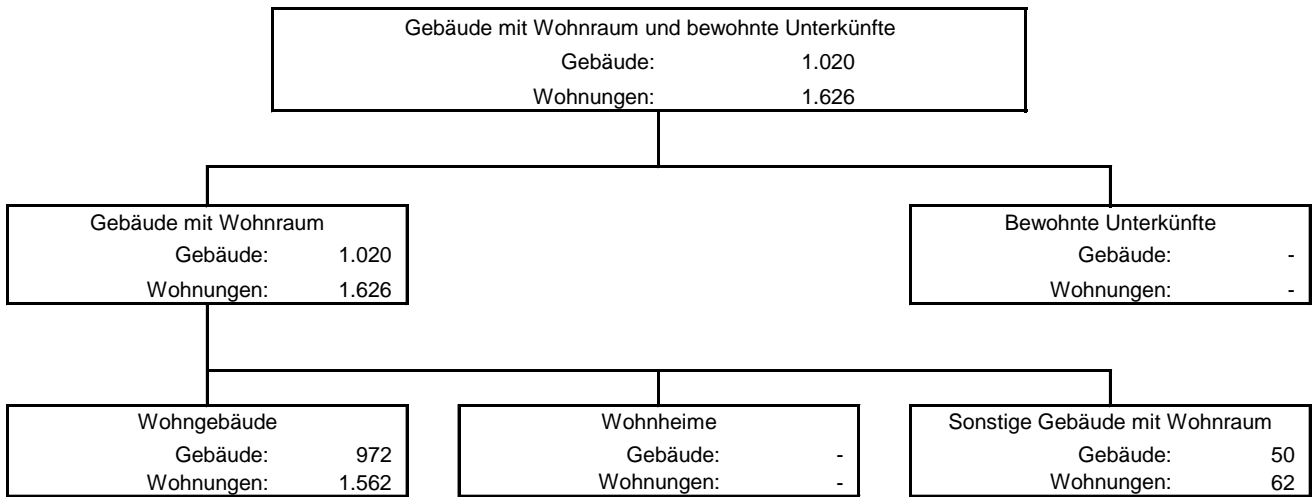 Gebäude mit Wohnraum und bewohnte Unterkünfte
Gebäude: 1.020
Wohnungen: 1.626
Gebäude mit Wohnraum
Gebäude: 1.020
Wohnungen: 1.626
Bewohnte Unterkünfte
Gebäude: -
Wohnungen: -
Wohngebäude
Gebäude: 972
Wohnungen: 1.562
Wohnheime
Gebäude: -
Wohnungen: -
Sonstige Gebäude mit Wohnraum
Gebäude: 50
Wohnungen: 62